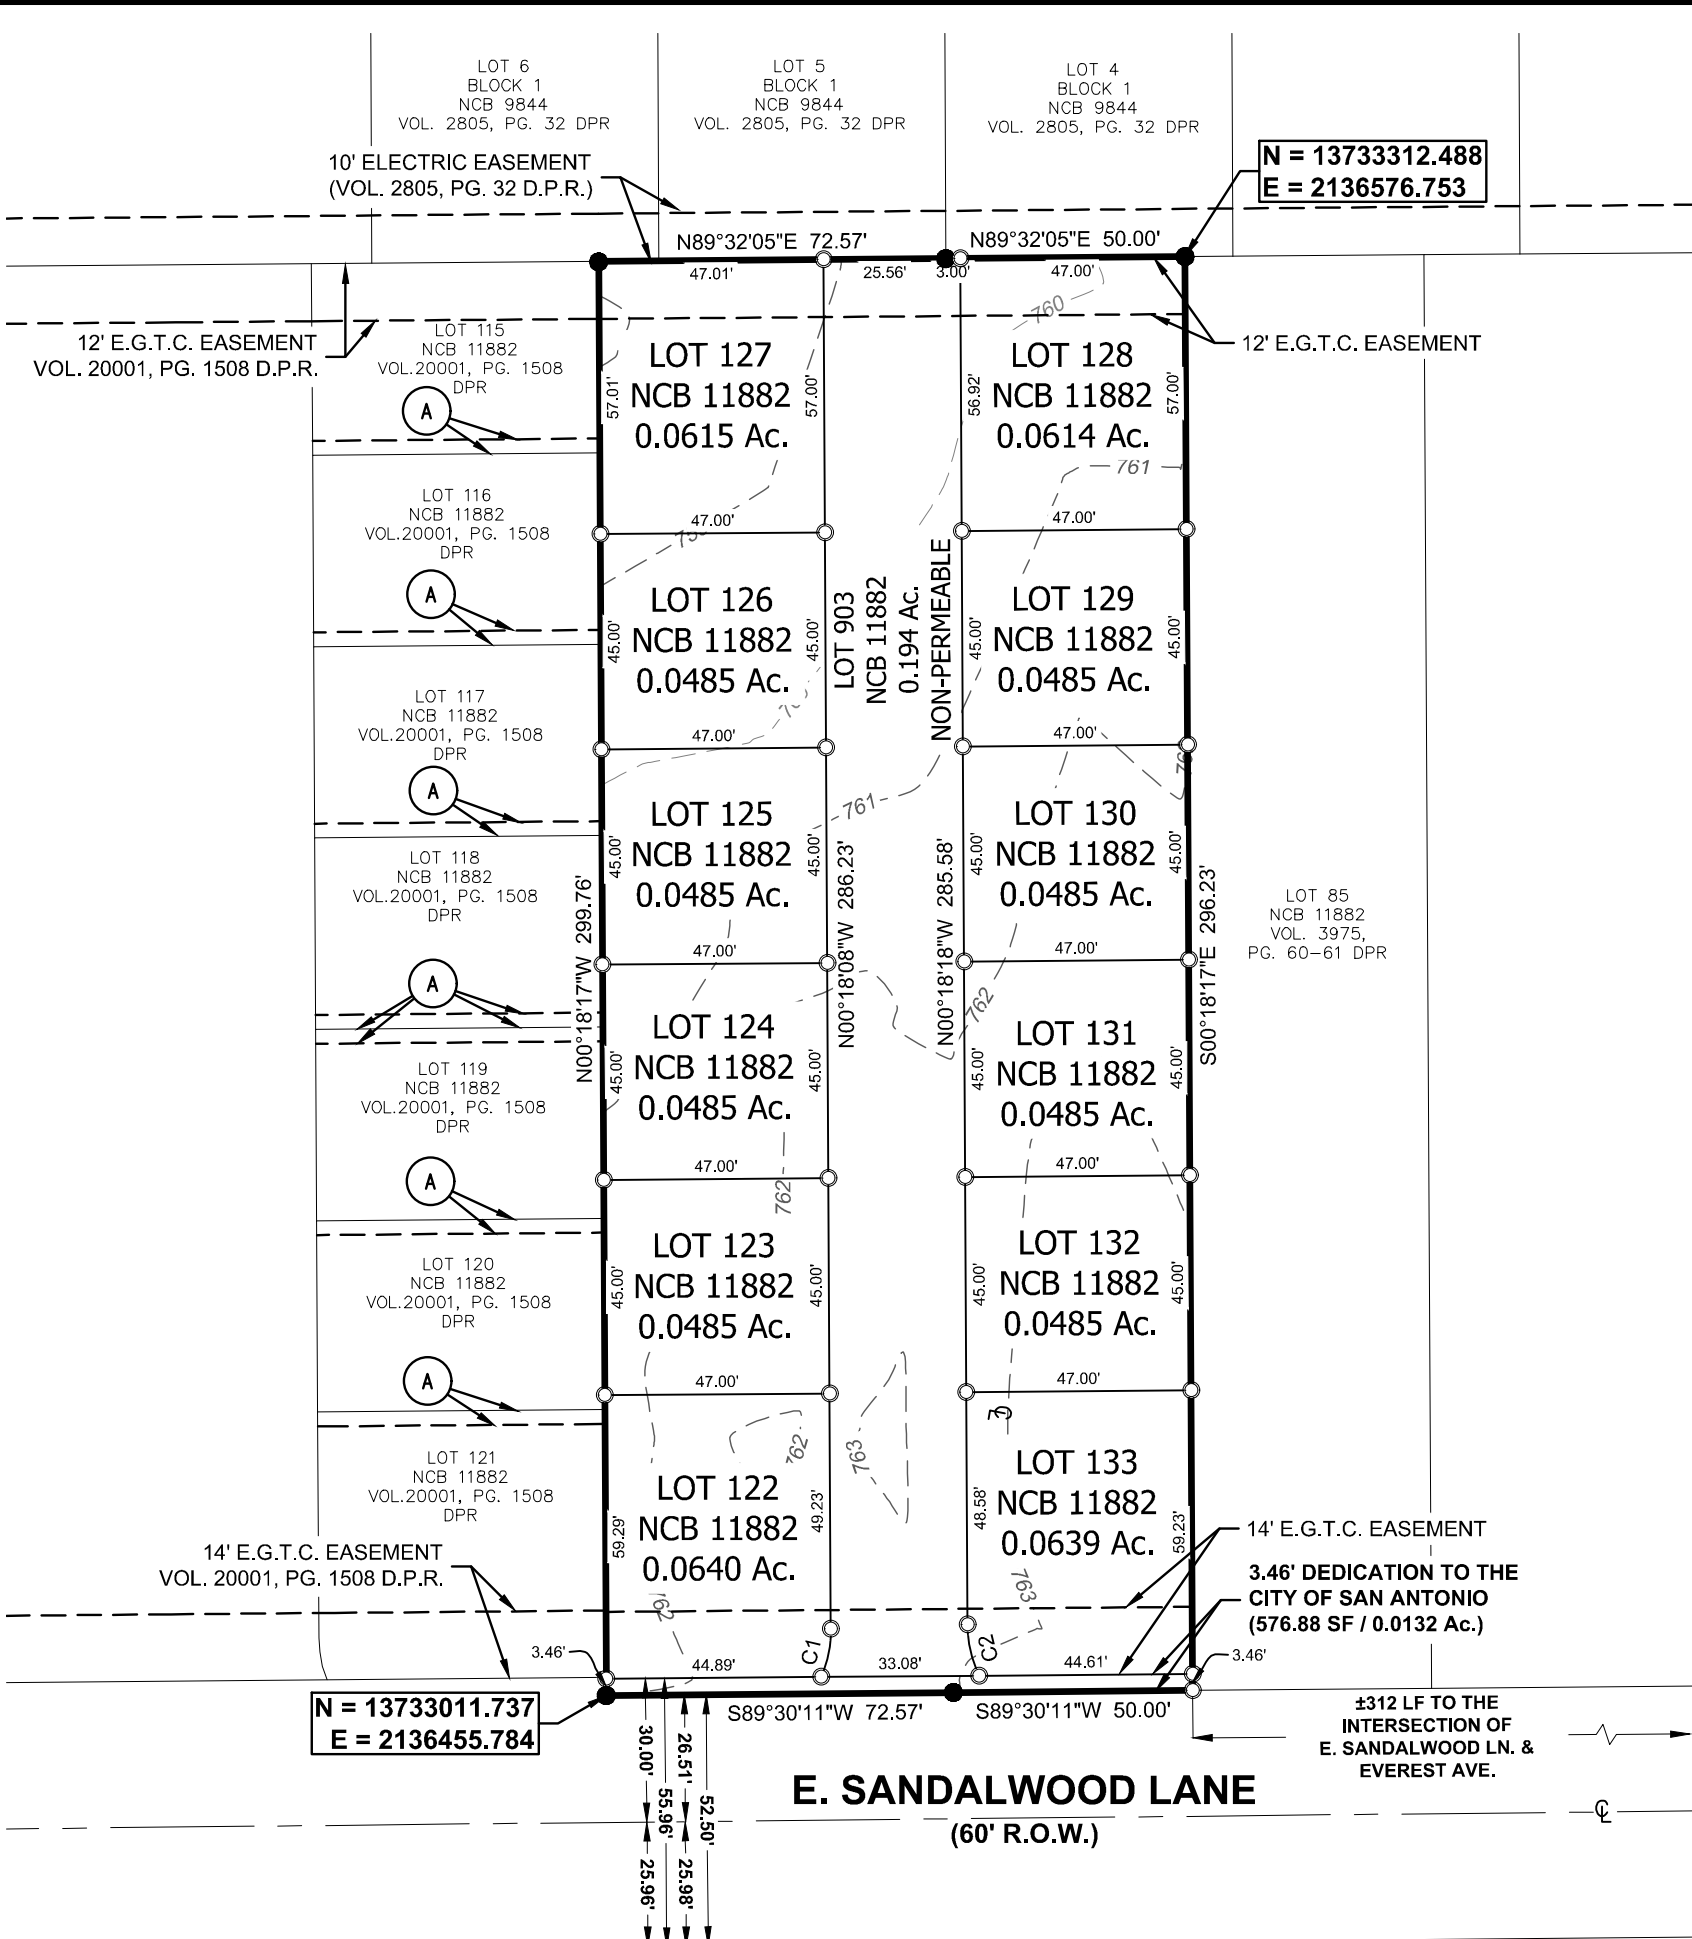 LOT 6
BLOCK 1
NCB 9844
VOL. 2805, PG. 32 DPR
LOT 5
BLOCK 1
NCB 9844
VOL. 2805, PG. 32 DPR
LOT 4
BLOCK 1
NCB 9844
VOL. 2805, PG. 32 DPR
10' ELECTRIC EASEMENT
(VOL. 2805, PG. 32 D.P.R.)
N = 13733312.488
E = 2136576.753
N89°32'05"E 72.57'
N89°32'05"E 50.00'
47.01'
25.56'
3.00'
47.00'
12' E.G.T.C. EASEMENT
VOL. 20001, PG. 1508 D.P.R.
12' E.G.T.C. EASEMENT
LOT 115
NCB 11882
VOL.20001, PG. 1508
DPR
A
LOT 116
NCB 11882
VOL.20001, PG. 1508
DPR
A
LOT 117
NCB 11882
VOL.20001, PG. 1508
DPR
A
LOT 118
NCB 11882
VOL.20001, PG. 1508
DPR
A
LOT 119
NCB 11882
VOL.20001, PG. 1508
DPR
A
LOT 120
NCB 11882
VOL.20001, PG. 1508
DPR
A
LOT 121
NCB 11882
VOL.20001, PG. 1508
DPR
14' E.G.T.C. EASEMENT
VOL. 20001, PG. 1508 D.P.R.
N00°18'17"W 299.76'
LOT 127
NCB 11882
0.0615 Ac.
57.01'
57.00'
47.00'
LOT 126
NCB 11882
0.0485 Ac.
45.00'
45.00'
47.00'
LOT 125
NCB 11882
0.0485 Ac.
45.00'
45.00'
47.00'
LOT 124
NCB 11882
0.0485 Ac.
45.00'
45.00'
47.00'
762
LOT 123
NCB 11882
0.0485 Ac.
45.00'
45.00'
47.00'
762
LOT 122
NCB 11882
0.0640 Ac.
59.29'
49.23'
LOT 903
NCB 11882
0.194 Ac.
NON-PERMEABLE
761
N00°18'08"W 286.23'
N00°18'18"W 285.58'
762
763
760
LOT 128
NCB 11882
0.0614 Ac.
56.92'
57.00'
761
47.00'
LOT 129
NCB 11882
0.0485 Ac.
45.00'
45.00'
47.00'
LOT 130
NCB 11882
0.0485 Ac.
45.00'
45.00'
47.00'
LOT 131
NCB 11882
0.0485 Ac.
45.00'
45.00'
47.00'
LOT 132
NCB 11882
0.0485 Ac.
45.00'
45.00'
47.00'
LOT 133
NCB 11882
0.0639 Ac.
48.58'
59.23'
763
S00°18'17"E 296.23'
LOT 85
NCB 11882
VOL. 3975,
PG. 60-61 DPR
14' E.G.T.C. EASEMENT
3.46' DEDICATION TO THE
CITY OF SAN ANTONIO
(576.88 SF / 0.0132 Ac.)
3.46'
44.89'
C1
33.08'
C2
44.61'
3.46'
N = 13733011.737
E = 2136455.784
S89°30'11"W 72.57'
S89°30'11"W 50.00'
30.00'
55.96'
26.51'
52.50'
25.96'
25.98'
±312 LF TO THE
INTERSECTION OF
E. SANDALWOOD LN. &
EVEREST AVE.
E. SANDALWOOD LANE
(60' R.O.W.)